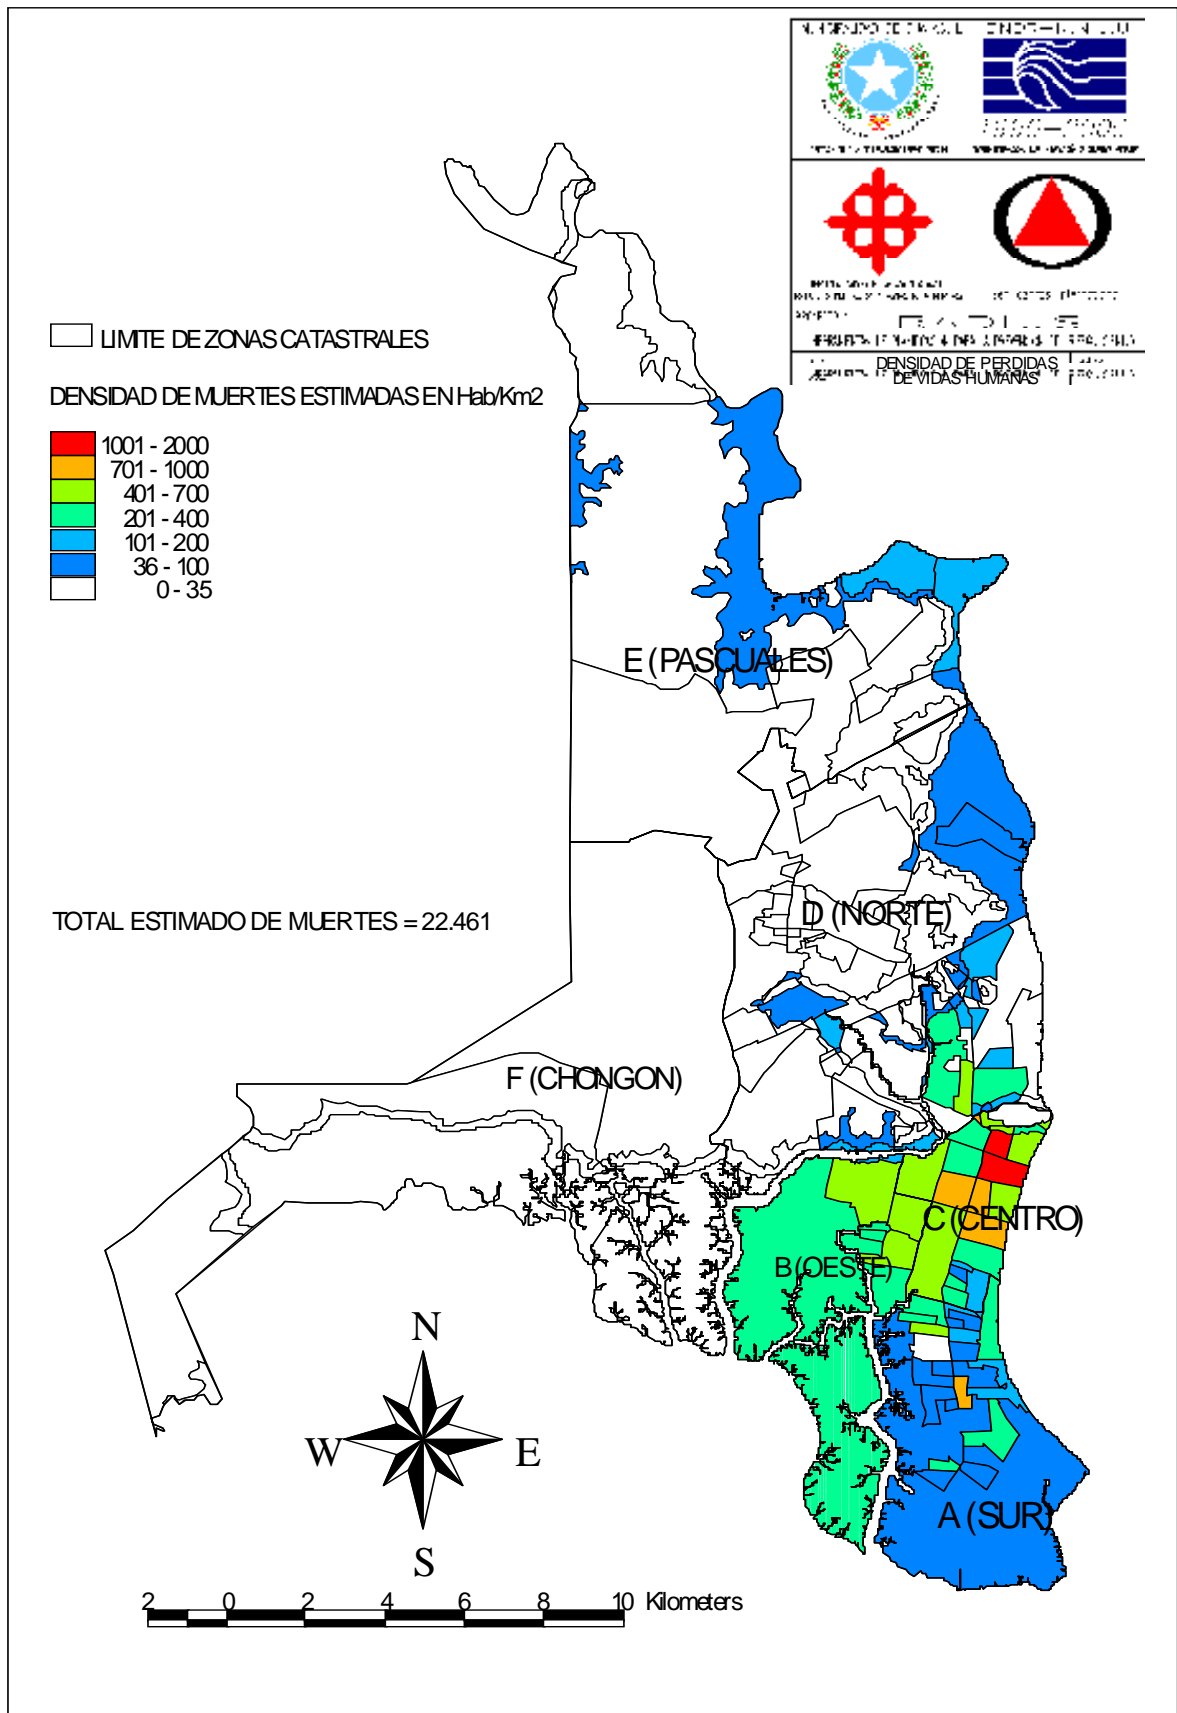 DENSIDAD DE PERDIDAS
DE VIDAS HUMANAS
LIMITE DE ZONAS CATASTRALES
DENSIDAD DE MUERTES ESTIMADAS EN Hab/Km2
1001 - 2000
701 - 1000
401 - 700
201 - 400
101 - 200
36 - 100
0 - 35
E (PASCUALES)
D (NORTE)
TOTAL ESTIMADO DE MUERTES = 22.461
F (CHONGON)
C (CENTRO)
B (OESTE)
A (SUR)
N
W E
S
2 0 2 4 6 8 10 Kilometers